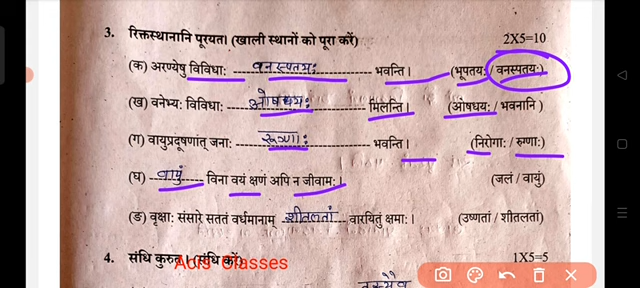 3. रिक्तस्थानानि पूरयत। (खाली स्थानों को पूरा करें) 2X5=10
(क) अरण्येषु विविधाः वनस्पतयः भवन्ति। (भूपतयः / वनस्पतयः)
(ख) वनेभ्यः विविधाः ओषधयः मिलन्ति। (ओषधयः / भवनानि)
(ग) वायुप्रदूषणात् जनाः रुग्णाः भवन्ति। (निरोगाः / रुग्णाः)
(घ) वायुं विना वयं क्षणं अपि न जीवामः। (जलं / वायुं)
(ङ) वृक्षाः संसारे सततं वर्धमानाम् शीतलतां वारयितुं क्षमाः। (उष्णतां / शीतलतां)
4. संधि कुरुत। (संधि करें) 1X5=5
Acis Classes